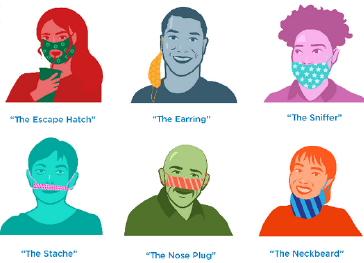 “The Escape Hatch”
“The Earring”
“The Sniffer”
“The Stache”
“The Nose Plug”
“The Neckbeard”